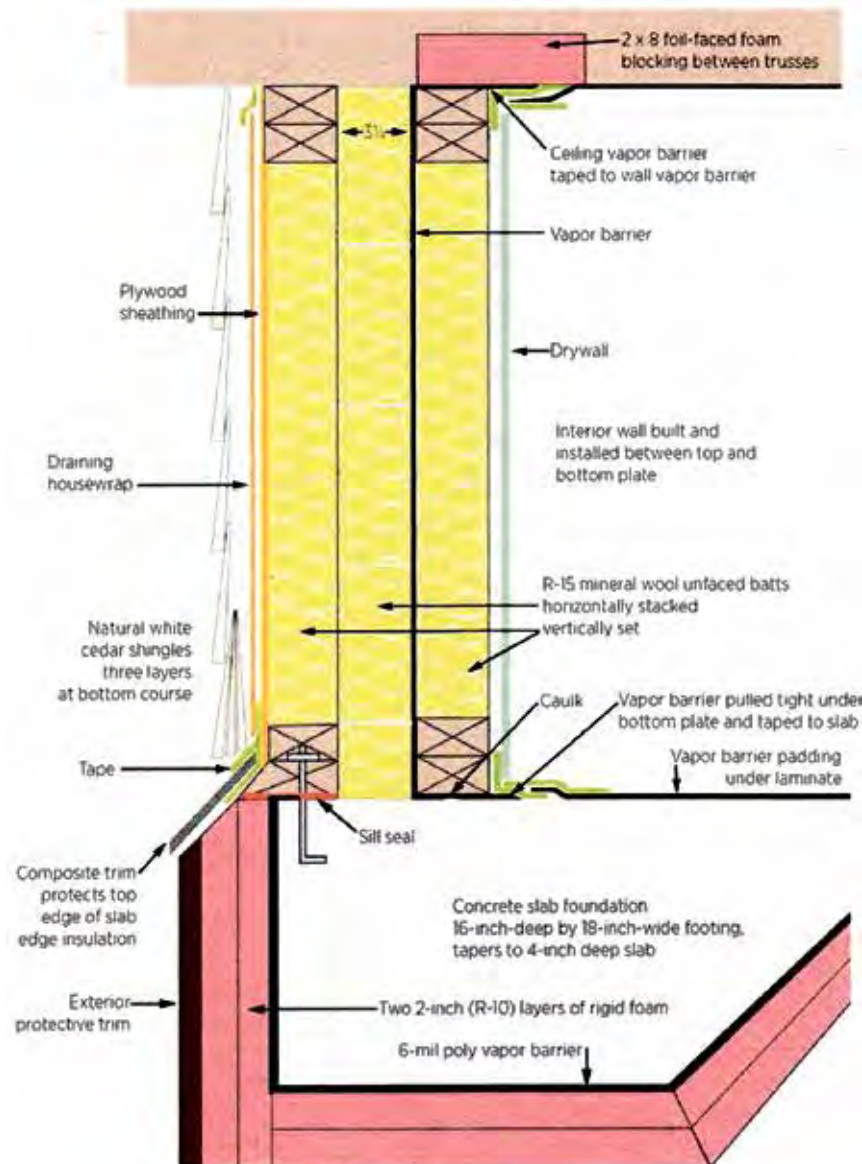 2 x 8 foil-faced foam
blocking between trusses
Ceiling vapor barrier
taped to wall vapor barrier
Vapor barrier
Plywood
sheathing
Drywall
Interior wall built and
installed between top and
bottom plate
Draining
housewrap
R-15 mineral wool unfaced batts
horizontally stacked
vertically set
Natural white
cedar shingles
three layers
at bottom course
Caulk
Vapor barrier pulled tight under
bottom plate and taped to slab
Tape
Vapor barrier padding
under laminate
Sill seal
Composite trim
protects top
edge of slab
edge insulation
Concrete slab foundation
16-inch-deep by 18-inch-wide footing,
tapers to 4-inch deep slab
Exterior
protective trim
Two 2-inch (R-10) layers of rigid foam
6-mil poly vapor barrier